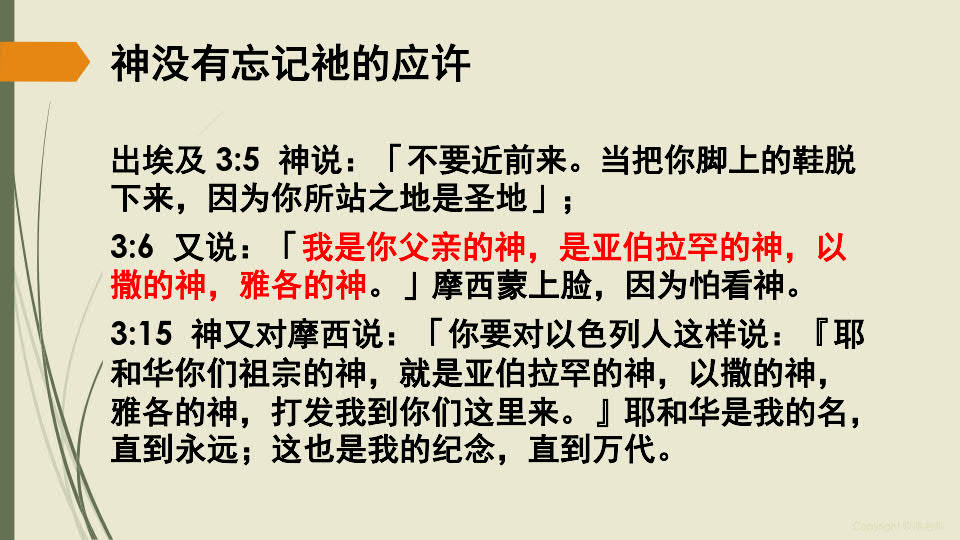 神没有忘记祂的应许
出埃及 3:5 神说：「不要近前来。当把你脚上的鞋脱
下来，因为你所站之地是圣地」；
3:6 又说：「我是你父亲的神，是亚伯拉罕的神，以
撒的神，雅各的神。」摩西蒙上脸，因为怕看神。
3:15 神又对摩西说：「你要对以色列人这样说：『耶
和华你们祖宗的神，就是亚伯拉罕的神，以撒的神，
雅各的神，打发我到你们这里来。』耶和华是我的名，
直到永远；这也是我的纪念，直到万代。
Copyright